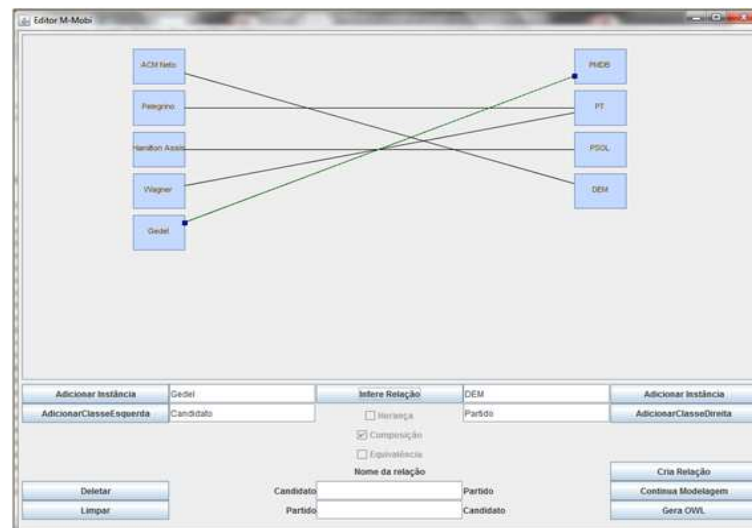 Editor M-Mobi
ACM Neto
PMDB
Pelegrino
PT
Hamilton Assis
PSOL
Wagner
DEM
Gedel
Adicionar Instância
Gedel
Infere Relação
DEM
Adicionar Instância
AdicionarClasseEsquerda
Candidato
Herança
Partido
AdicionarClasseDireita
Composição
Equivalência
Nome da relação
Cria Relação
Deletar
Candidato
Partido
Continua Modelagem
Limpar
Partido
Candidato
Gera OWL